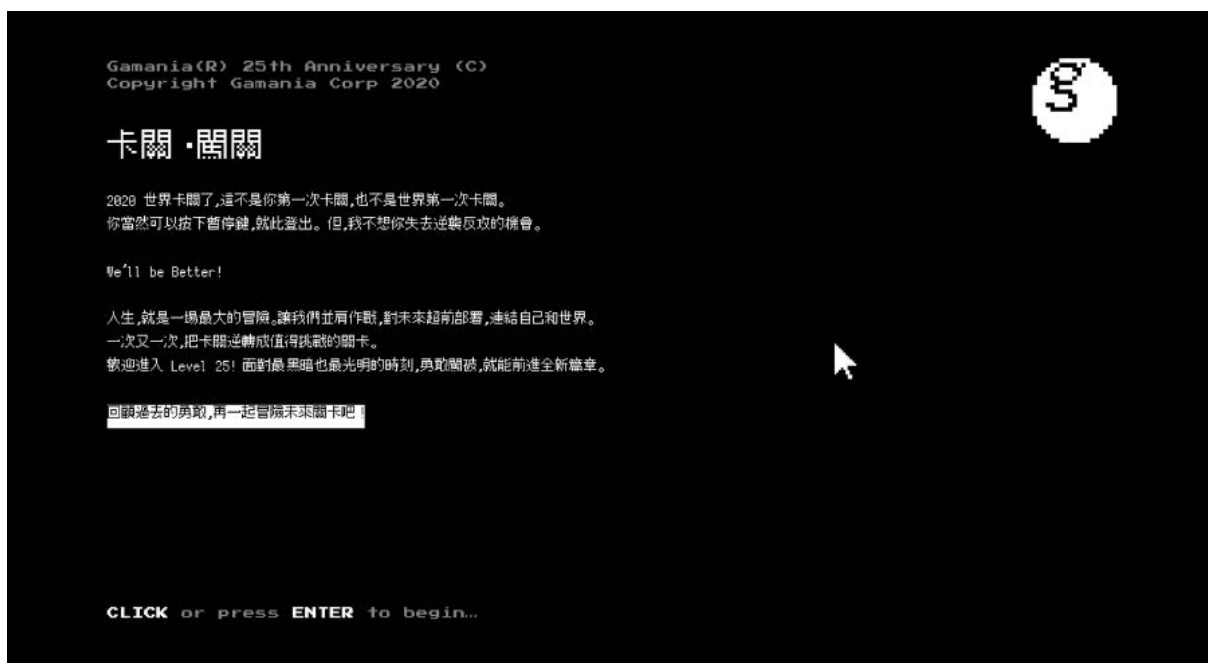 Gamania(R) 25th Anniversary (C)
Copyright Gamania Corp 2020
g
卡關·闖關
2020 世界卡關了,這不是你第一次卡關,也不是世界第一次卡關。
你當然可以按下暫停鍵,就此登出。但,我不想你失去逆襲反攻的機會。
We'll be Better!
人生,就是一場最大的冒險。讓我們並肩作戰,對未來超前部署,連結自己和世界。
一次又一次,把卡關逆轉成值得挑戰的關卡。
歡迎進入 Level 25! 面對最黑暗也最光明的時刻,勇敢闖破,就能前進全新篇章。
回顧過去的勇敢,再一起冒險未來關卡吧!
CLICK or press ENTER to begin…